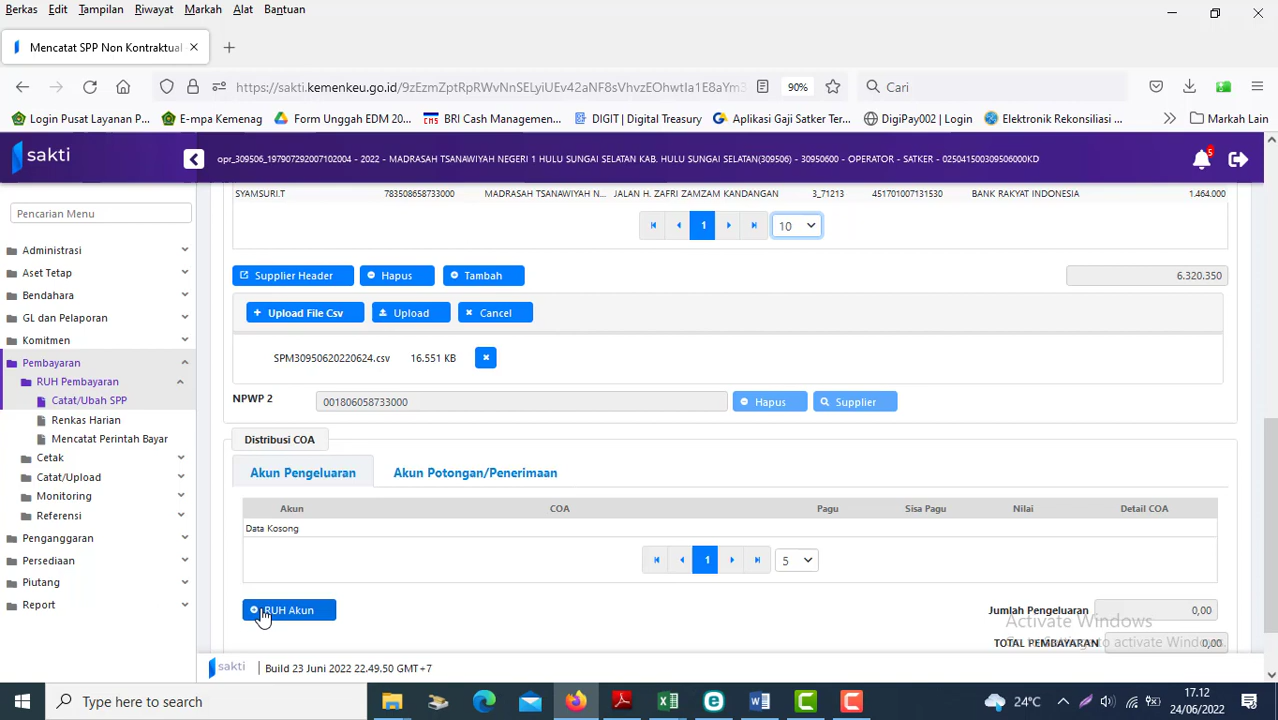 Berkas Edit Tampilan Riwayat Markah Alat Bantuan
Mencatat SPP Non Kontraktual
https://sakti.kemenkeu.go.id/9zEzmZptRpRWvNnSELyiUEv42aNF8sVhvzEOhwtIa1E8aYm3 90% Cari
Login Pusat Layanan P... E-mpa Kemenag Form Unggah EDM 20... BRI Cash Managemen... DIGIT | Digital Treasury Aplikasi Gaji Satker Ter... DigiPay002 | Login Elektronik Rekonsiliasi ... Markah Lain
sakti opr_309506_197907292007102004 - 2022 - MADRASAH TSANAWIYAH NEGERI 1 HULU SUNGAI SELATAN KAB. HULU SUNGAI SELATAN(309506) - 30950600 - OPERATOR - SATKER - 025041500309506000KD 5
Pencarian Menu
Administrasi
Aset Tetap
Bendahara
GL dan Pelaporan
Komitmen
Pembayaran
RUH Pembayaran
Catat/Ubah SPP
Renkas Harian
Mencatat Perintah Bayar
Cetak
Catat/Upload
Monitoring
Referensi
Penganggaran
Persediaan
Piutang
Report
SYAMSURI.T 783508658733000 MADRASAH TSANAWIYAH N... JALAN H. ZAFRI ZAMZAM KANDANGAN 3_71213 451701007131530 BANK RAKYAT INDONESIA 1.464.000
1 10
Supplier Header Hapus Tambah 6.320.350
Upload File Csv Upload Cancel
SPM30950620220624.csv 16.551 KB
NPWP 2 001806058733000 Hapus Supplier
Distribusi COA
Akun Pengeluaran Akun Potongan/Penerimaan
Akun COA Pagu Sisa Pagu Nilai Detail COA
Data Kosong
1 5
RUH Akun Jumlah Pengeluaran 0,00
Activate Windows
TOTAL PEMBAYARAN 0,00
sakti Build 23 Juni 2022 22.49.50 GMT+7
Type here to search 24°C 17.12
24/06/2022